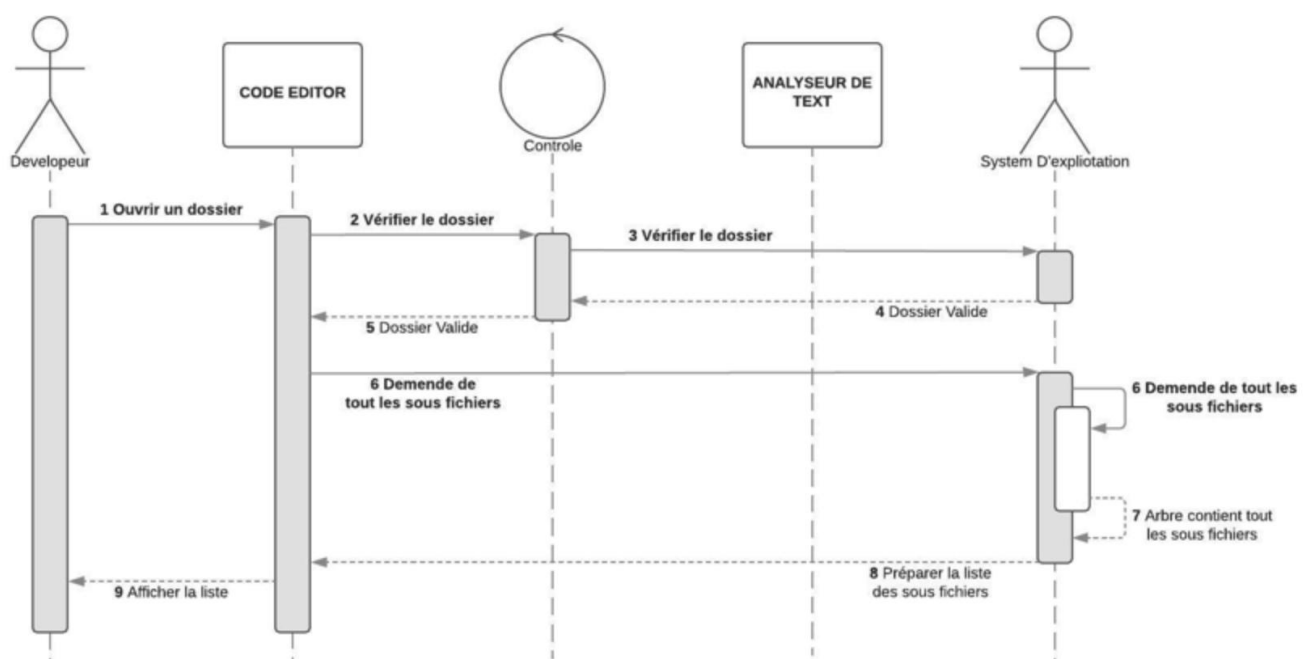 CODE EDITOR
ANALYSEUR DE
TEXT
Controle
Developeur
System D'expliotation
1 Ouvrir un dossier
2 Vérifier le dossier
3 Vérifier le dossier
4 Dossier Valide
5 Dossier Valide
6 Demende de
tout les sous fichiers
6 Demende de tout les
sous fichiers
7 Arbre contient tout
les sous fichiers
8 Préparer la liste
des sous fichiers
9 Afficher la liste